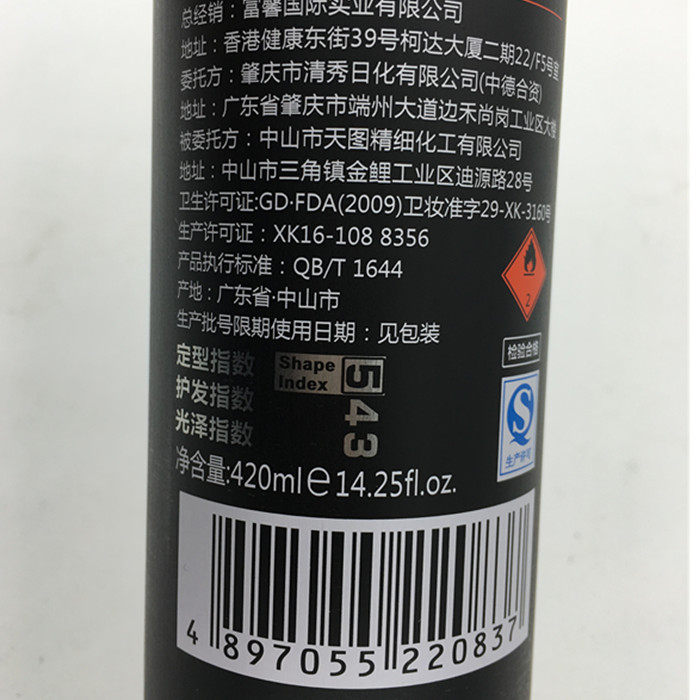 总经销：富馨国际实业有限公司
地址：香港健康东街39号柯达大厦二期22/F5号室
委托方：肇庆市清秀日化有限公司(中德合资)
地址：广东省肇庆市端州大道边禾尚岗工业区大楼
被委托方：中山市天图精细化工有限公司
地址：中山市三角镇金鲤工业区迪源路28号
卫生许可证:GD·FDA(2009)卫妆准字29-XK-3160号
生产许可证：XK16-108 8356
产品执行标准：QB/T 1644
产地：广东省·中山市
生产批号限期使用日期：见包装
2
检验合格
定型指数 Shape Index 5
护发指数 4
光泽指数 3
QS
生产许可
净含量:420ml℮14.25fl.oz.
4 897055 220837